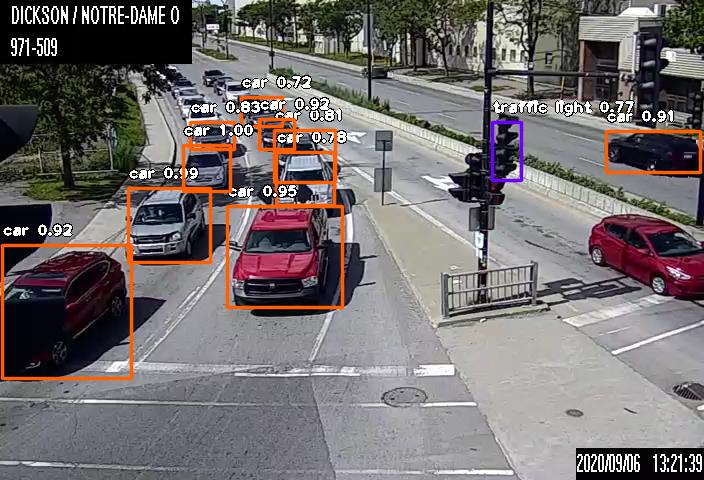 DICKSON / NOTRE-DAME O
971-509
car 0.72
car 0.83
car 0.92
car 0.81
traffic light 0.77
car 0.91
car 1.00
car 0.78
car 0.99
car 0.95
car 0.92
2020/09/06 13:21:39